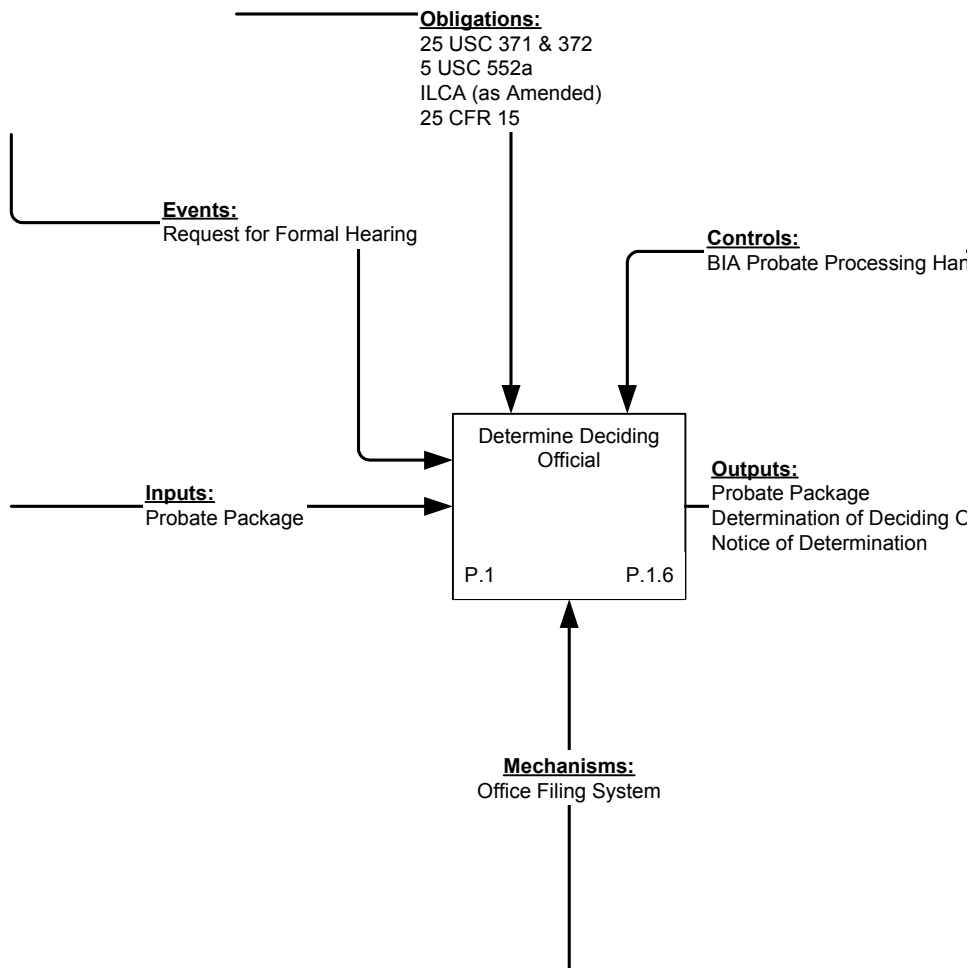 Obligations:
25 USC 371 & 372
5 USC 552a
ILCA (as Amended)
25 CFR 15
Events:
Request for Formal Hearing
Controls:
BIA Probate Processing
Determine Deciding
Official
Inputs:
Probate Package
Outputs:
Probate Package
Determination of Deciding
Notice of Determination
P.1 P.1.6
Mechanisms:
Office Filing System